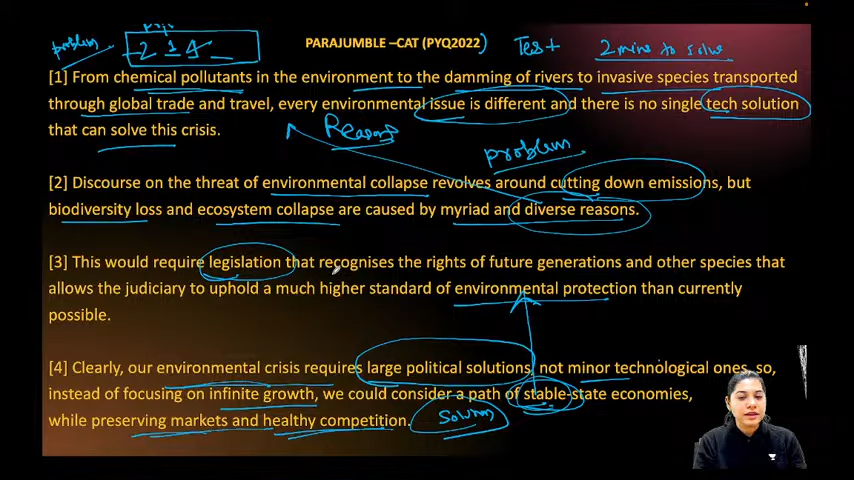 problem
2 1 4 _
PARAJUMBLE –CAT (PYQ2022)
Test
2 mins to solve
[1] From chemical pollutants in the environment to the damming of rivers to invasive species transported
through global trade and travel, every environmental issue is different and there is no single tech solution
that can solve this crisis.
Reasons
problem
[2] Discourse on the threat of environmental collapse revolves around cutting down emissions, but
biodiversity loss and ecosystem collapse are caused by myriad and diverse reasons.
[3] This would require legislation that recognises the rights of future generations and other species that
allows the judiciary to uphold a much higher standard of environmental protection than currently
possible.
[4] Clearly, our environmental crisis requires large political solutions, not minor technological ones, so,
instead of focusing on infinite growth, we could consider a path of stable-state economies,
while preserving markets and healthy competition.
Solution